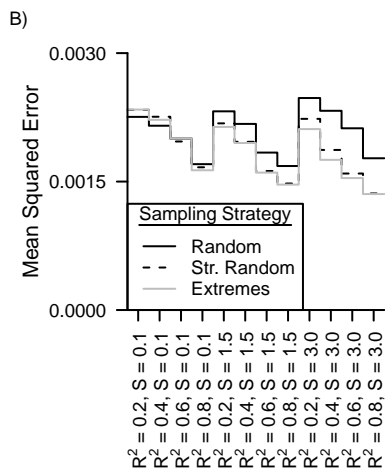 B)
Mean Squared Error
0.0030
0.0015
0.0000
Sampling Strategy
Random
Str. Random
Extremes
R² = 0.2, S = 0.1
R² = 0.4, S = 0.1
R² = 0.6, S = 0.1
R² = 0.8, S = 0.1
R² = 0.2, S = 1.5
R² = 0.4, S = 1.5
R² = 0.6, S = 1.5
R² = 0.8, S = 1.5
R² = 0.2, S = 3.0
R² = 0.4, S = 3.0
R² = 0.6, S = 3.0
R² = 0.8, S = 3.0